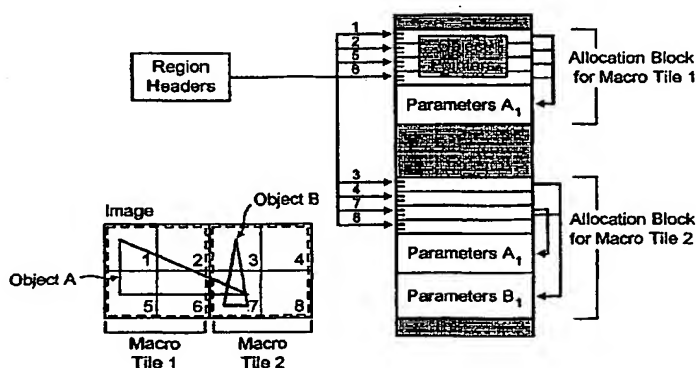 1
2
5
6
Region
Headers
Allocation Block
for Macro Tile 1
Parameters A1
3
4
7
8
Allocation Block
for Macro Tile 2
Parameters A1
Parameters B1
Object B
Image
Object A
1 2 3 4
5 6 7 8
Macro
Tile 1
Macro
Tile 2